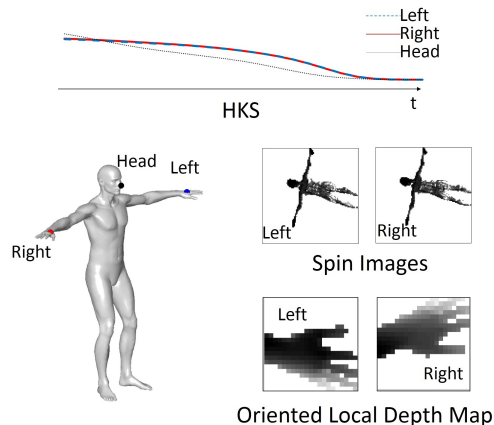 Left
Right
Head
t
HKS
Head
Left
Right
Left
Right
Spin Images
Left
Right
Oriented Local Depth Map